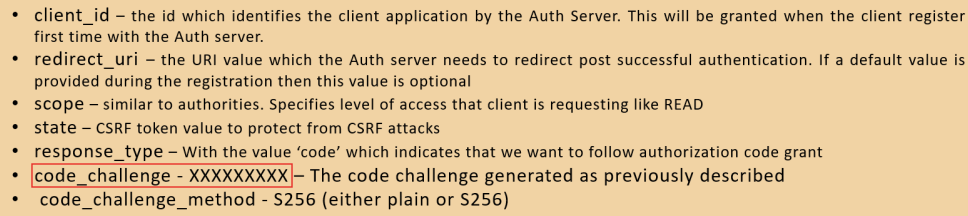 • client_id – the id which identifies the client application by the Auth Server. This will be granted when the client register
first time with the Auth server.
• redirect_uri – the URI value which the Auth server needs to redirect post successful authentication. If a default value is
provided during the registration then this value is optional
• scope – similar to authorities. Specifies level of access that client is requesting like READ
• state – CSRF token value to protect from CSRF attacks
• response_type – With the value ‘code’ which indicates that we want to follow authorization code grant
• code_challenge - XXXXXXXXX – The code challenge generated as previously described
• code_challenge_method - S256 (either plain or S256)